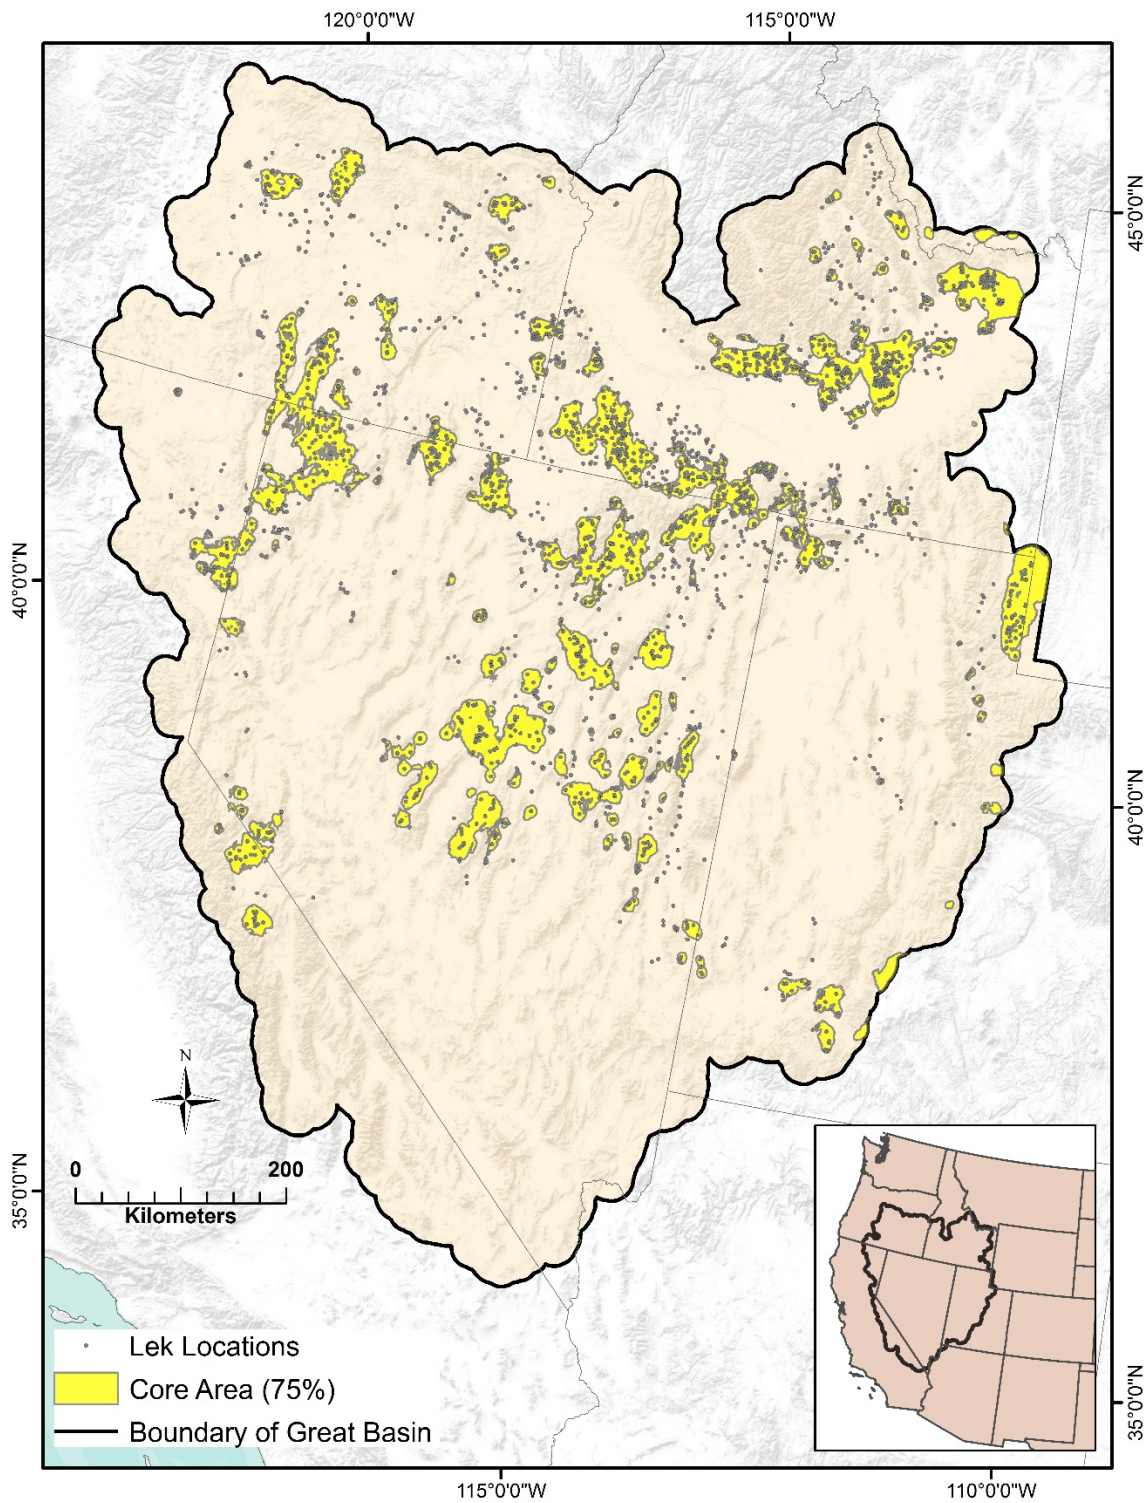 120°0'0"W
115°0'0"W
45°0'0"N
40°0'0"N
40°0'0"N
N
0 200
Kilometers
35°0'0"N
35°0'0"N
Lek Locations
Core Area (75%)
Boundary of Great Basin
115°0'0"W
110°0'0"W